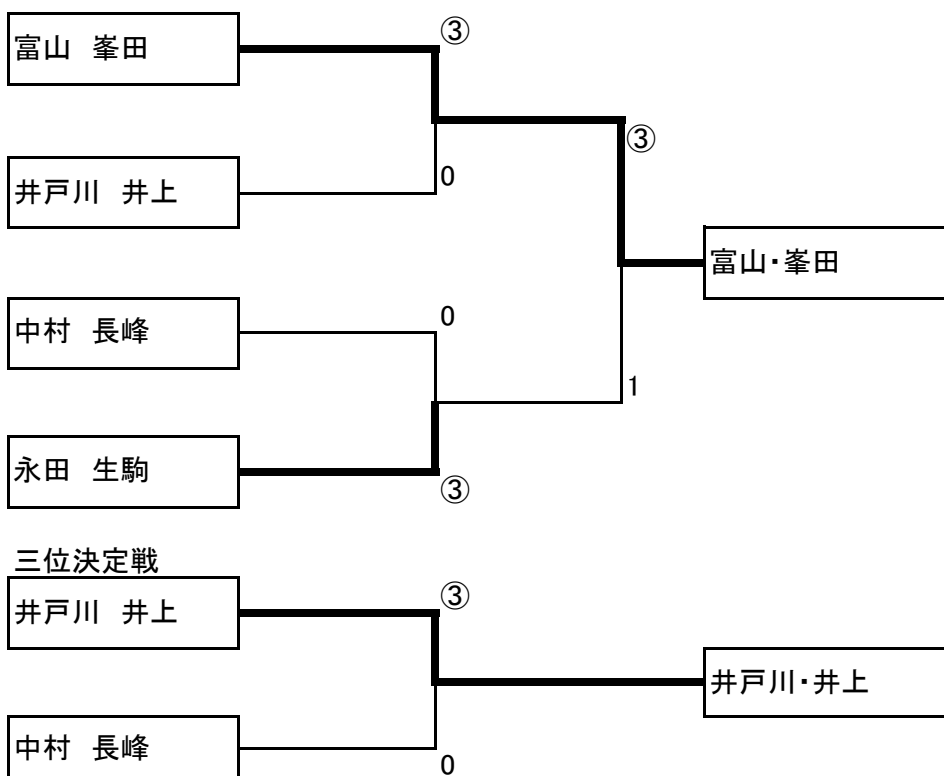 富山　峯田
③
③
井戸川　井上
0
富山・峯田
中村　長峰
0
1
永田　生駒
③
三位決定戦
井戸川　井上
③
井戸川・井上
中村　長峰
0